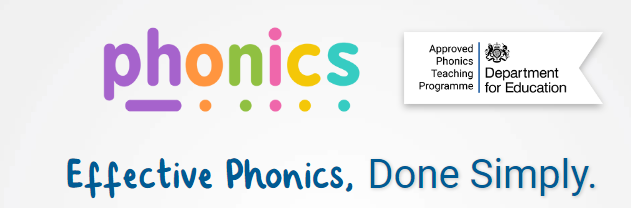 phonics
Approved
Phonics
Teaching
Programme
Department
for Education
Effective Phonics, Done Simply.